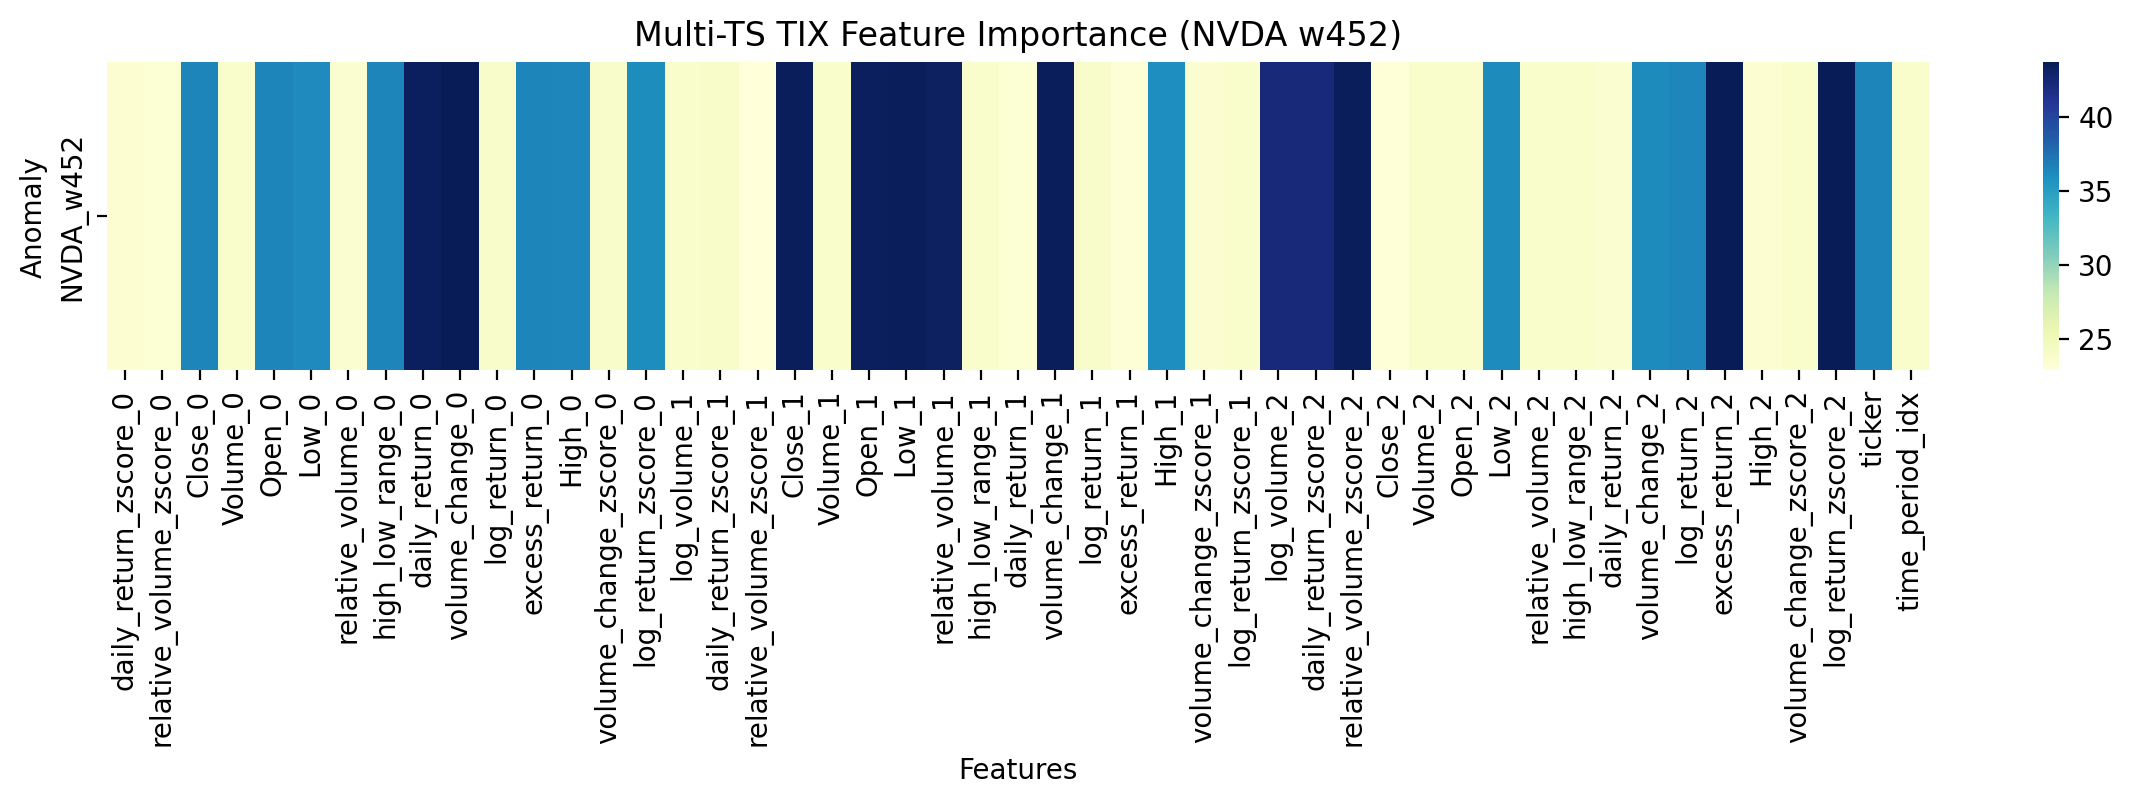 Multi-TS TIX Feature Importance (NVDA w452)
Anomaly
NVDA_w452
40
35
30
25
daily_return_zscore_0
relative_volume_zscore_0
Close_0
Volume_0
Open_0
Low_0
relative_volume_0
high_low_range_0
daily_return_0
volume_change_0
log_return_0
excess_return_0
High_0
volume_change_zscore_0
log_return_zscore_0
log_volume_1
daily_return_zscore_1
relative_volume_zscore_1
Close_1
Volume_1
Open_1
Low_1
relative_volume_1
high_low_range_1
daily_return_1
volume_change_1
log_return_1
excess_return_1
High_1
volume_change_zscore_1
log_return_zscore_1
log_volume_2
daily_return_zscore_2
relative_volume_zscore_2
Close_2
Volume_2
Open_2
Low_2
relative_volume_2
high_low_range_2
daily_return_2
volume_change_2
log_return_2
excess_return_2
High_2
volume_change_zscore_2
log_return_zscore_2
ticker
time_period_idx
Features